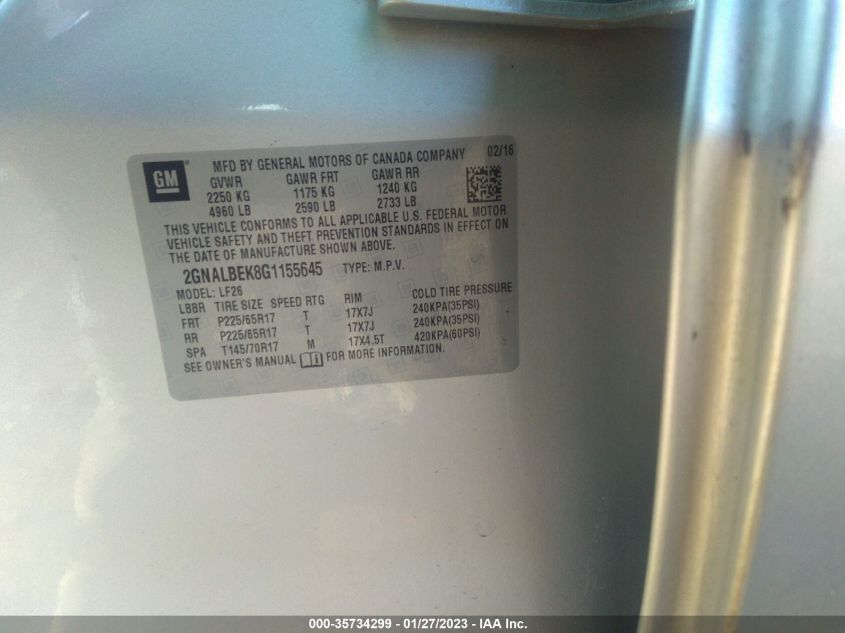 GM
MFD BY GENERAL MOTORS OF CANADA COMPANY 02/16
GVWR GAWR FRT GAWR RR
2250 KG 1175 KG 1240 KG
4960 LB 2590 LB 2733 LB
THIS VEHICLE CONFORMS TO ALL APPLICABLE U.S. FEDERAL MOTOR
VEHICLE SAFETY AND THEFT PREVENTION STANDARDS IN EFFECT ON
THE DATE OF MANUFACTURE SHOWN ABOVE.
2GNALBEK8G1155645 TYPE: M.P.V.
MODEL: LF26
LBBR TIRE SIZE SPEED RTG RIM COLD TIRE PRESSURE
FRT P225/65R17 T 17X7J 240KPA(35PSI)
RR P225/65R17 T 17X7J 240KPA(35PSI)
SPA T145/70R17 M 17X4.5T 420KPA(60PSI)
SEE OWNER'S MANUAL FOR MORE INFORMATION.
000-35734299 - 01/27/2023 - IAA Inc.